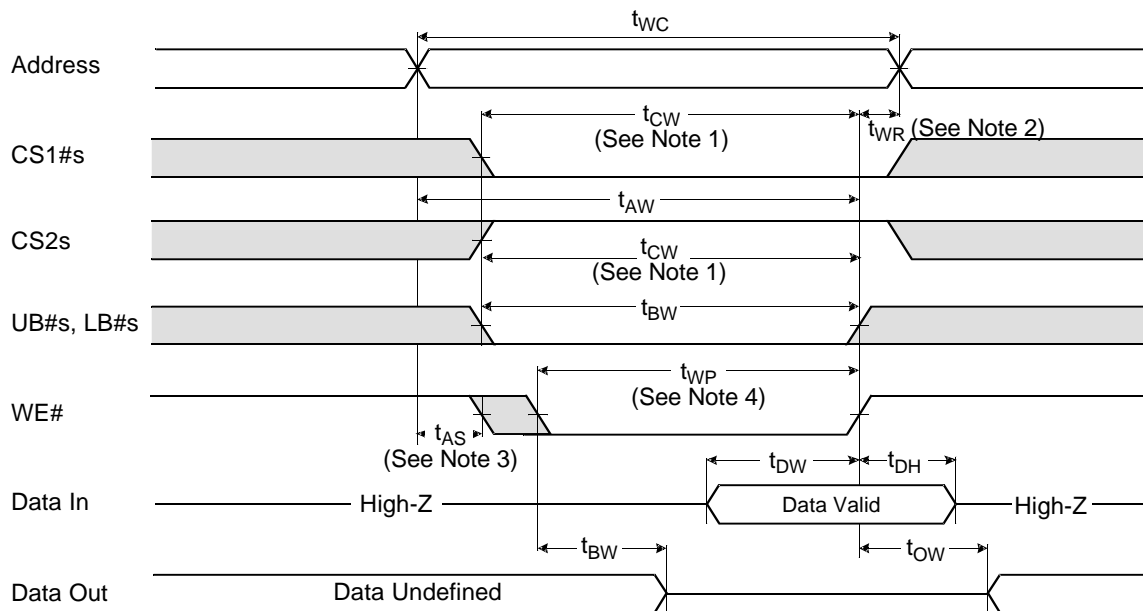 tWC
Address
tCW
(See Note 1)
tWR (See Note 2)
CS1#s
tAW
CS2s
tCW
(See Note 1)
tBW
UB#s, LB#s
tWP
(See Note 4)
WE#
tAS
(See Note 3)
tDW
tDH
Data In
High-Z
Data Valid
High-Z
tBW
tOW
Data Out
Data Undefined